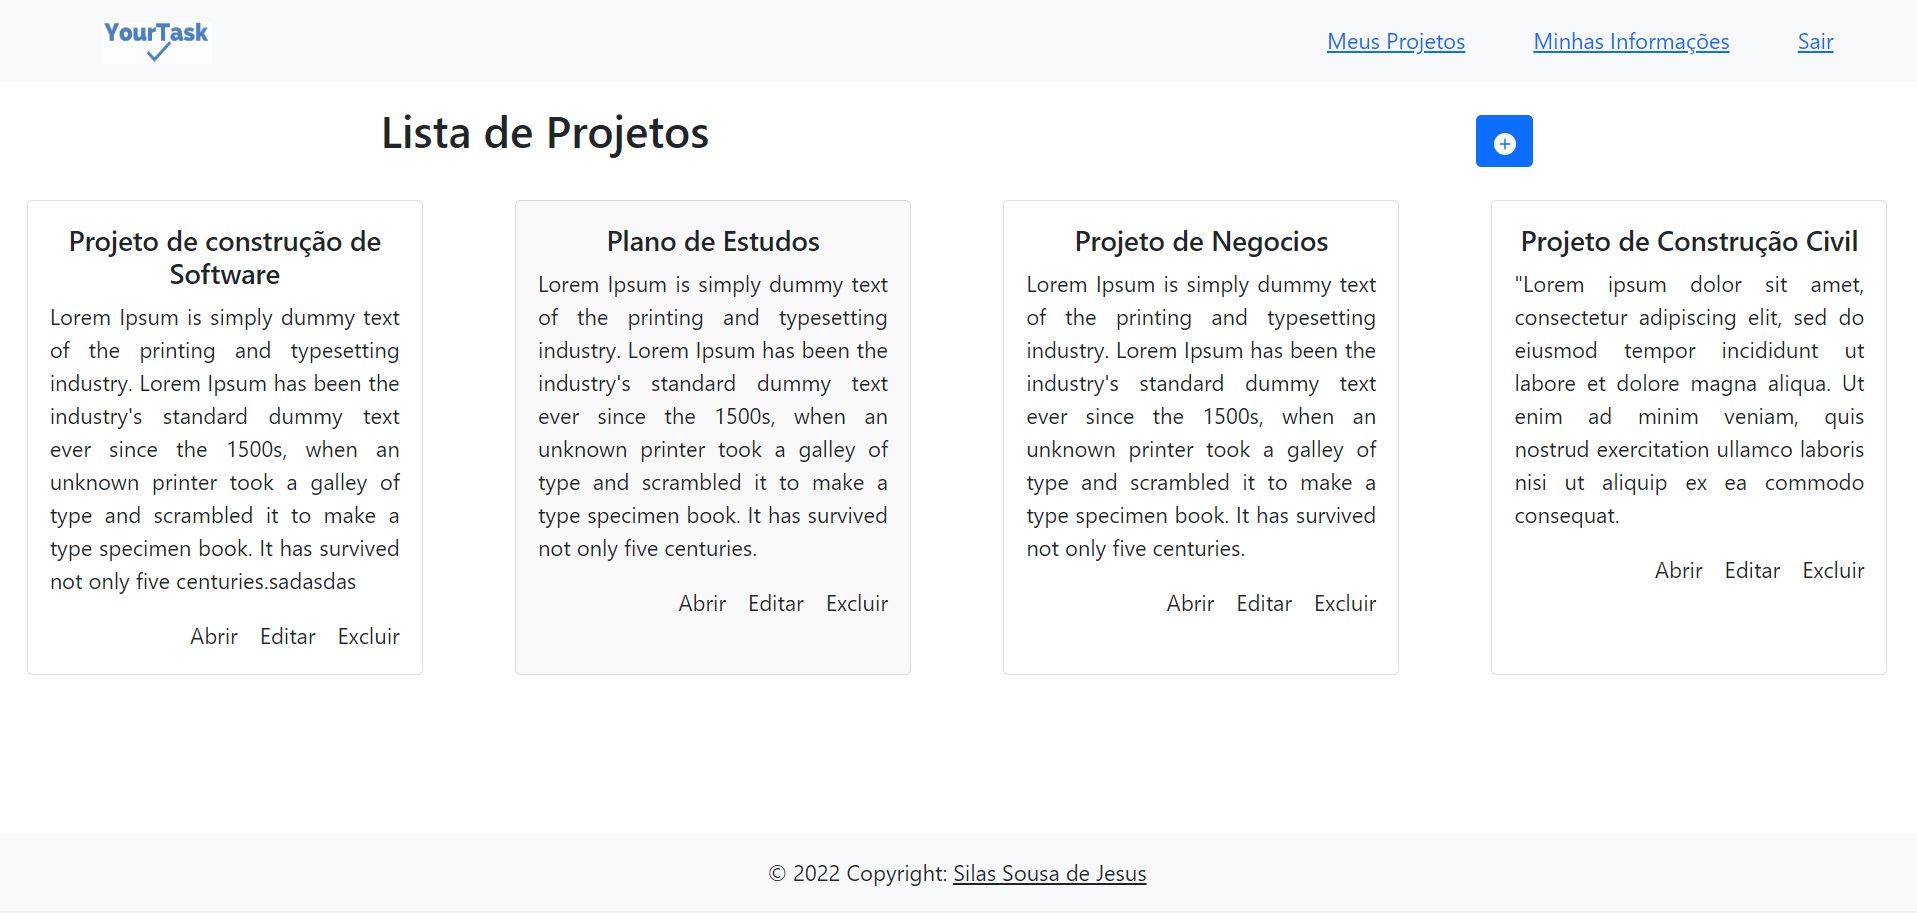 YourTask
Meus Projetos
Minhas Informações
Sair
Lista de Projetos
Projeto de construção de
Software
Lorem Ipsum is simply dummy text
of the printing and typesetting
industry. Lorem Ipsum has been the
industry's standard dummy text
ever since the 1500s, when an
unknown printer took a galley of
type and scrambled it to make a
type specimen book. It has survived
not only five centuries.sadasdas
Abrir Editar Excluir
Plano de Estudos
Lorem Ipsum is simply dummy text
of the printing and typesetting
industry. Lorem Ipsum has been the
industry's standard dummy text
ever since the 1500s, when an
unknown printer took a galley of
type and scrambled it to make a
type specimen book. It has survived
not only five centuries.
Abrir Editar Excluir
Projeto de Negocios
Lorem Ipsum is simply dummy text
of the printing and typesetting
industry. Lorem Ipsum has been the
industry's standard dummy text
ever since the 1500s, when an
unknown printer took a galley of
type and scrambled it to make a
type specimen book. It has survived
not only five centuries.
Abrir Editar Excluir
Projeto de Construção Civil
"Lorem ipsum dolor sit amet,
consectetur adipiscing elit, sed do
eiusmod tempor incididunt ut
labore et dolore magna aliqua. Ut
enim ad minim veniam, quis
nostrud exercitation ullamco laboris
nisi ut aliquip ex ea commodo
consequat.
Abrir Editar Excluir
© 2022 Copyright: Silas Sousa de Jesus